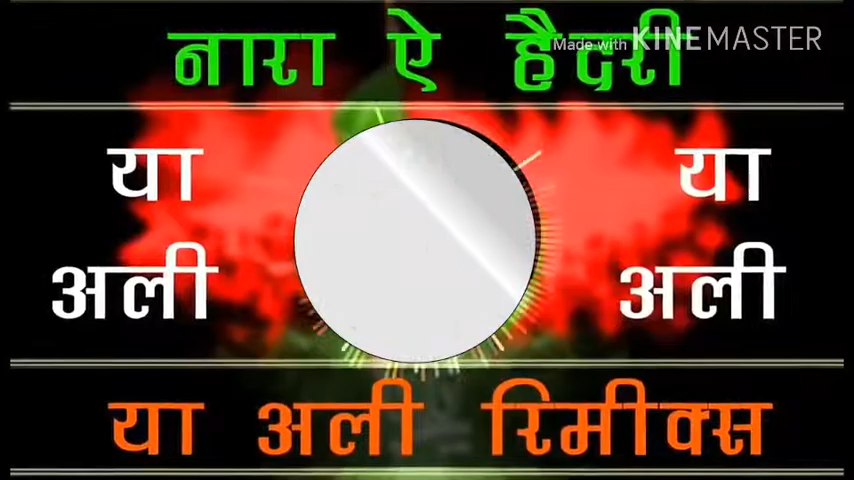 नारा ऐ हैदरी
Made with KINEMASTER
या या
अली अली
या अली रिमीक्स